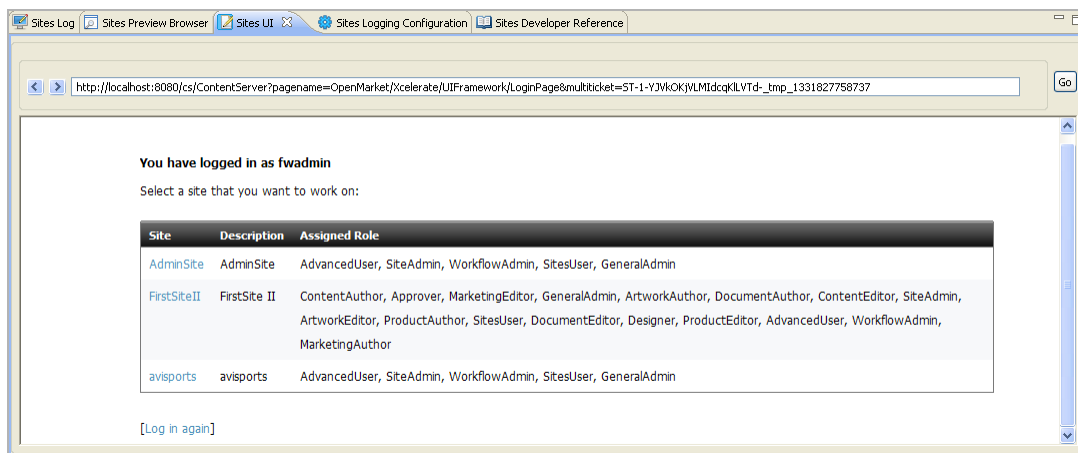 Sites Log Sites Preview Browser Sites UI Sites Logging Configuration Sites Developer Reference
http://localhost:8080/cs/ContentServer?pagename=OpenMarket/Xcelerate/UIFramework/LoginPage&multiticket=ST-1-YJVkOKjVLMIdcqKlLVTd-_tmp_1331827758737 Go
You have logged in as fwadmin
Select a site that you want to work on:
Site Description Assigned Role
AdminSite AdminSite AdvancedUser, SiteAdmin, WorkflowAdmin, SitesUser, GeneralAdmin
FirstSiteII FirstSite II ContentAuthor, Approver, MarketingEditor, GeneralAdmin, ArtworkAuthor, DocumentAuthor, ContentEditor, SiteAdmin,
ArtworkEditor, ProductAuthor, SitesUser, DocumentEditor, Designer, ProductEditor, AdvancedUser, WorkflowAdmin,
MarketingAuthor
avisports avisports AdvancedUser, SiteAdmin, WorkflowAdmin, SitesUser, GeneralAdmin
[Log in again]